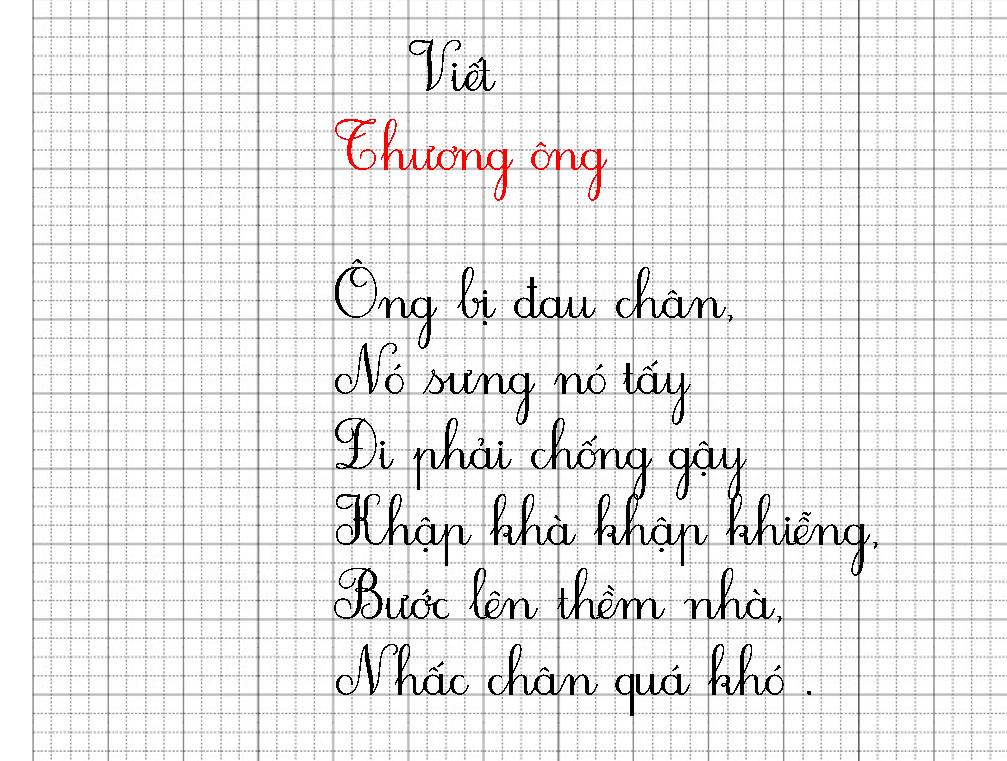 Viết
Thương ông
Ông bị đau chân,
Nó sưng nó tấy
Đi phải chống gậy
Khập khà khập khiễng,
Bước lên thềm nhà,
Nhấc chân quá khó .